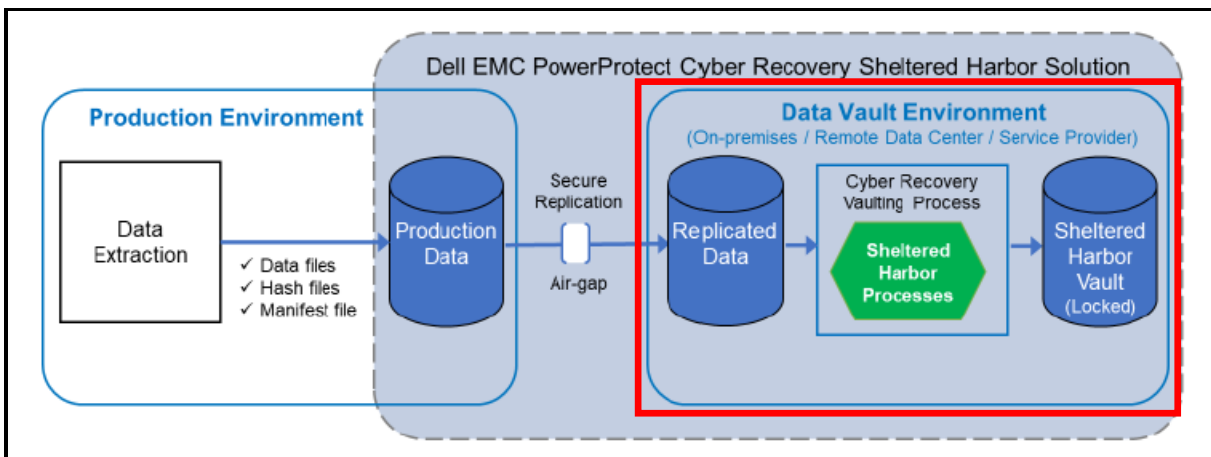 Dell EMC PowerProtect Cyber Recovery Sheltered Harbor Solution
Production Environment
Data
Extraction
✓ Data files
✓ Hash files
✓ Manifest file
Production
Data
Secure
Replication
Air-gap
Data Vault Environment
(On-premises / Remote Data Center / Service Provider)
Replicated
Data
Cyber Recovery
Vaulting Process
Sheltered
Harbor
Processes
Sheltered
Harbor
Vault
(Locked)